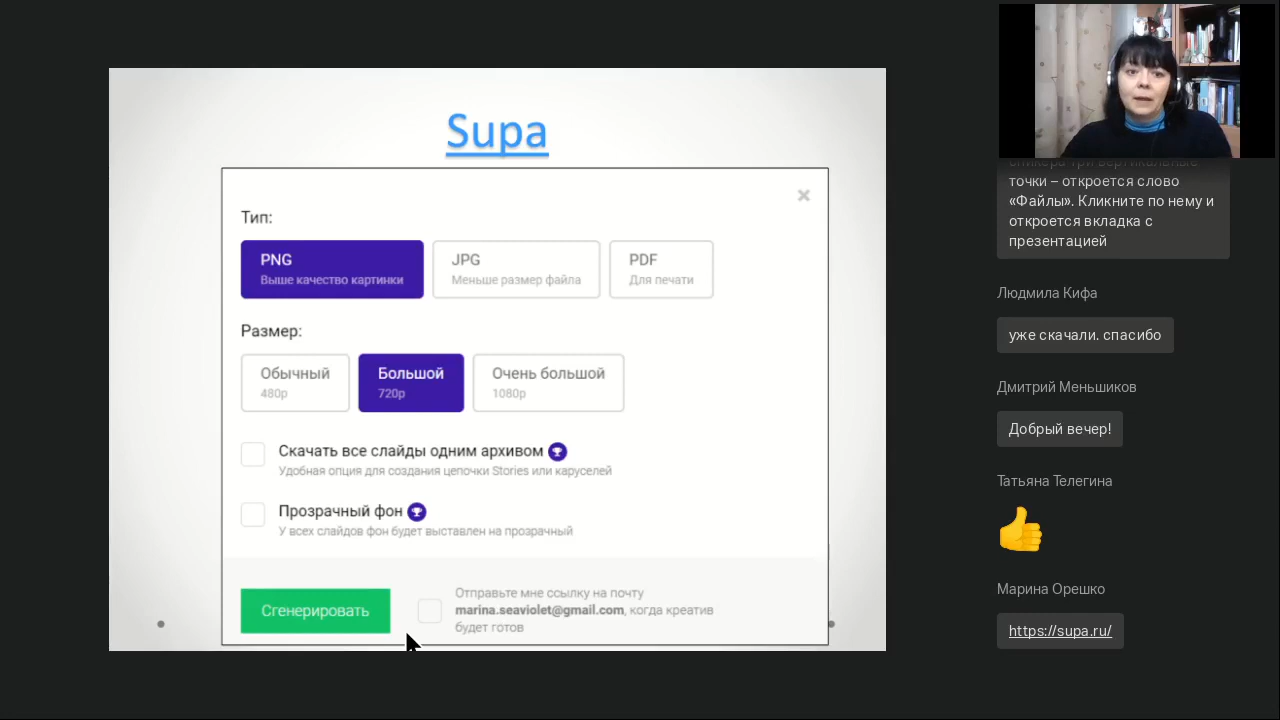 Supa
×
Тип:
PNG
Выше качество картинки
JPG
Меньше размер файла
PDF
Для печати
Размер:
Обычный
480p
Большой
720p
Очень большой
1080p
Скачать все слайды одним архивом
Удобная опция для создания цепочки Stories или каруселей
Прозрачный фон
У всех слайдов фон будет выставлен на прозрачный
Сгенерировать
Отправьте мне ссылку на почту
marina.seaviolet@gmail.com, когда креатив
будет готов
спикера три вертикальные
точки – откроется слово
«Файлы». Кликните по нему и
откроется вкладка с
презентацией
Людмила Кифа
уже скачали. спасибо
Дмитрий Меньшиков
Добрый вечер!
Татьяна Телегина
Марина Орешко
https://supa.ru/